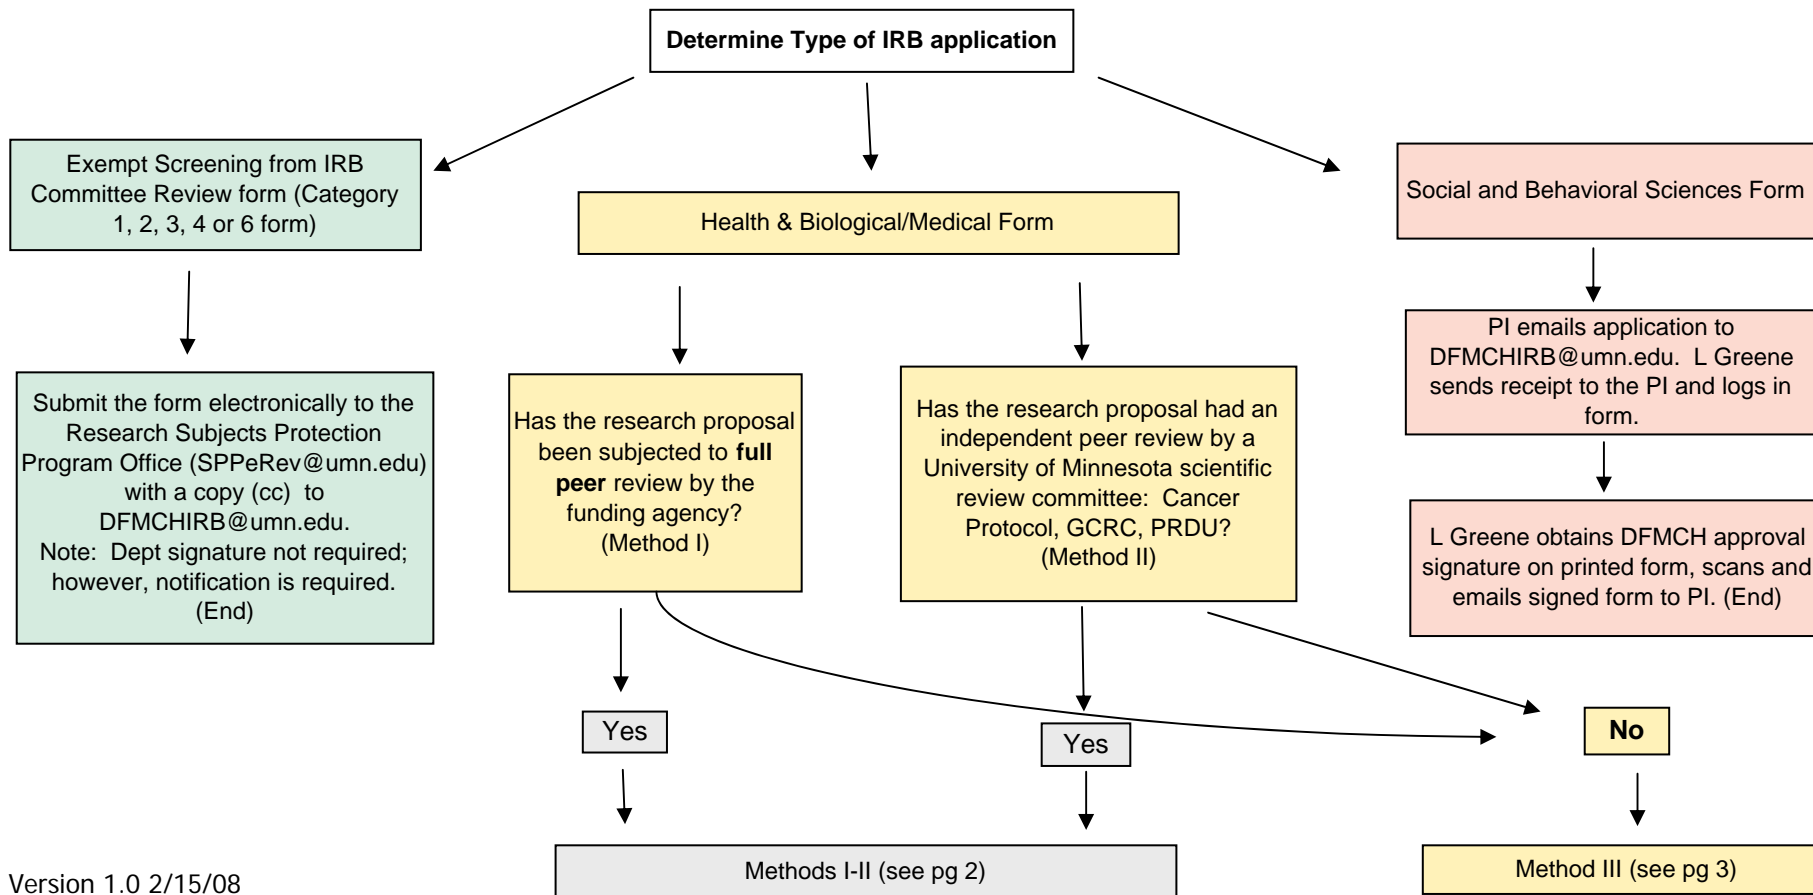 Determine Type of IRB application
Exempt Screening from IRB
Committee Review form (Category
1, 2, 3, 4 or 6 form)
Health & Biological/Medical Form
Social and Behavioral Sciences Form
Submit the form electronically to the
Research Subjects Protection
Program Office (SPPeRev@umn.edu)
with a copy (cc) to
DFMCHIRB@umn.edu.
Note: Dept signature not required;
however, notification is required.
(End)
Has the research proposal
been subjected to full
peer review by the
funding agency?
(Method I)
Has the research proposal had an
independent peer review by a
University of Minnesota scientific
review committee: Cancer
Protocol, GCRC, PRDU?
(Method II)
PI emails application to
DFMCHIRB@umn.edu. L Greene
sends receipt to the PI and logs in
form.
L Greene obtains DFMCH approval
signature on printed form, scans and
emails signed form to PI. (End)
Yes
Yes
No
Methods I-II (see pg 2)
Method III (see pg 3)
Version 1.0 2/15/08